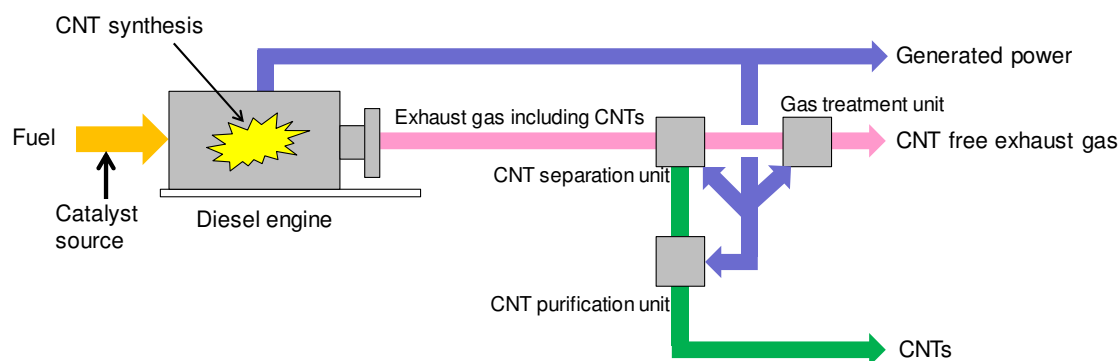 CNT synthesis
Generated power
Gas treatment unit
Exhaust gas including CNTs
Fuel
CNT free exhaust gas
CNT separation unit
Catalyst
source
Diesel engine
CNT purification unit
CNTs